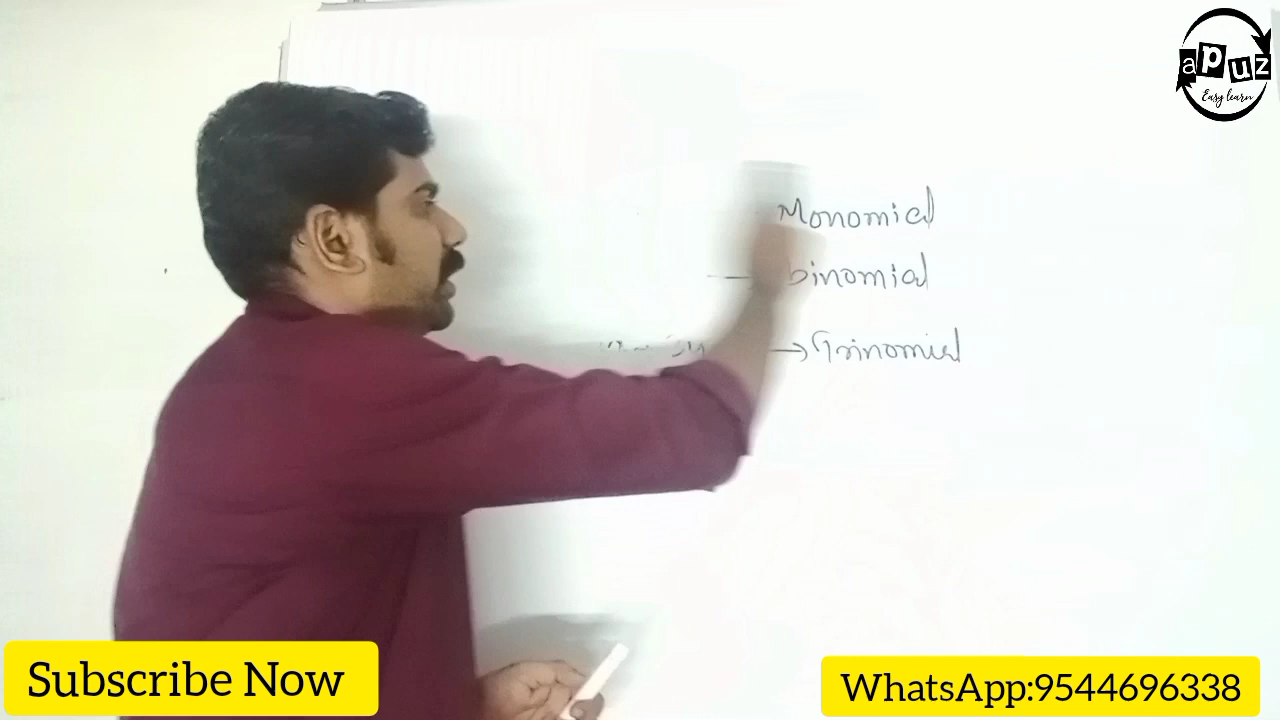 apuz
Easy learn
Monomial
binomial
→ Trinomial
Subscribe Now
WhatsApp:9544696338